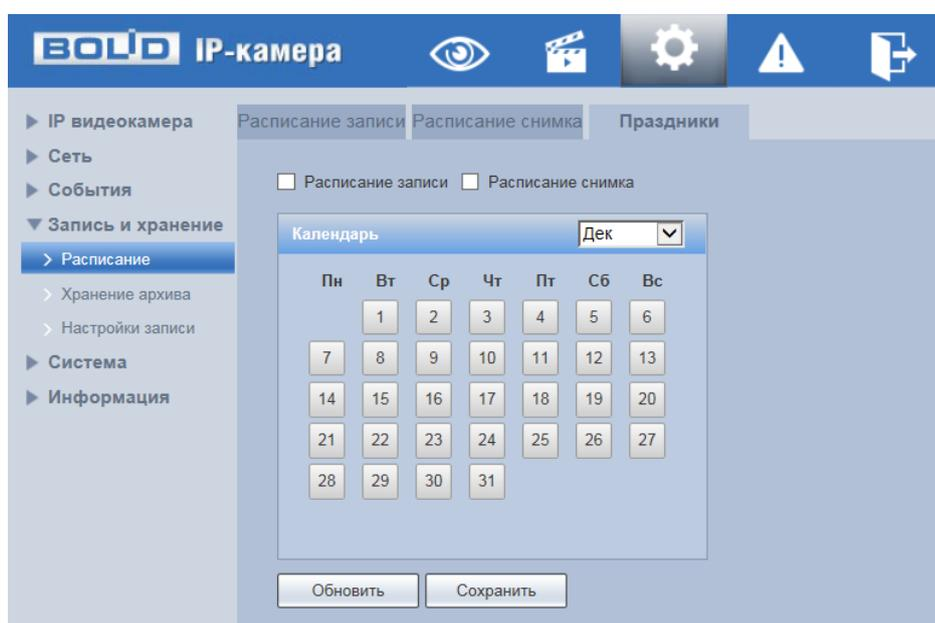 BOLID IP-камера
IP видеокамера
Сеть
События
Запись и хранение
Расписание
Хранение архива
Настройки записи
Система
Информация
Расписание записи Расписание снимка Праздники
Расписание записи Расписание снимка
Календарь Дек
Пн Вт Ср Чт Пт Сб Вс
1 2 3 4 5 6
7 8 9 10 11 12 13
14 15 16 17 18 19 20
21 22 23 24 25 26 27
28 29 30 31
Обновить Сохранить